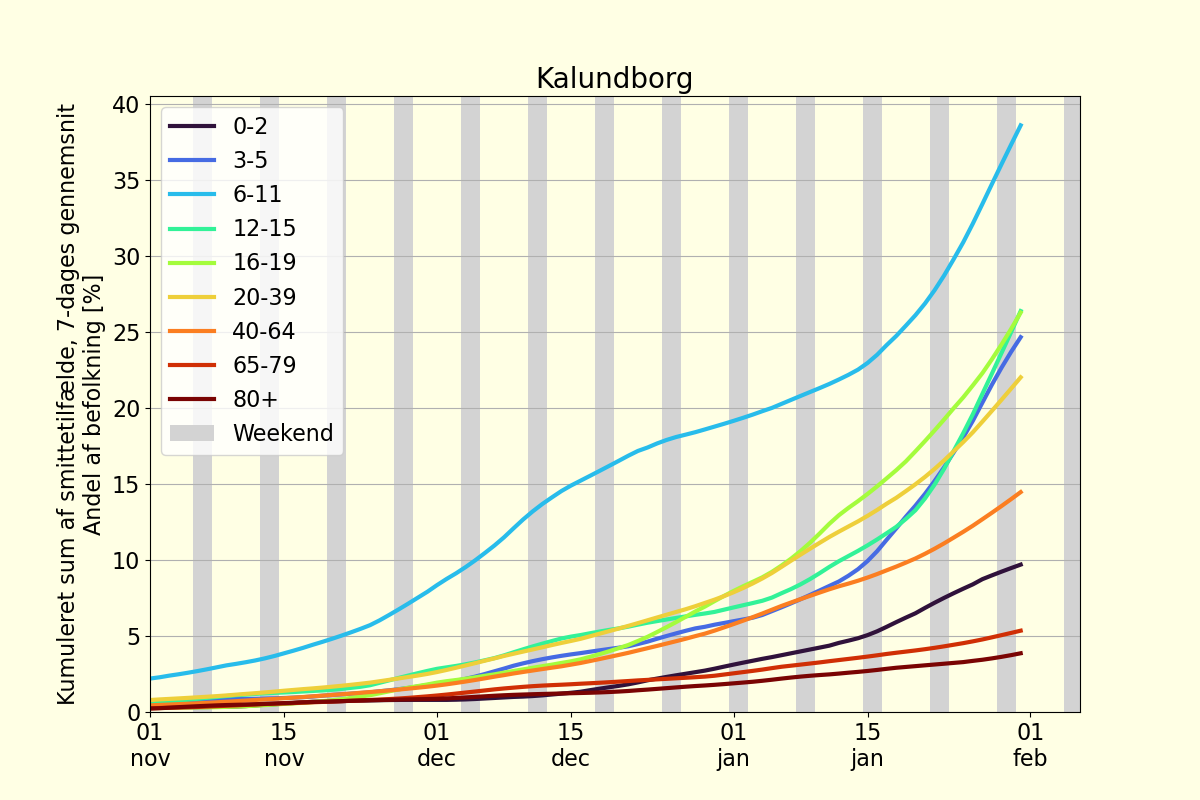 Kalundborg
Kumuleret sum af smittetilfælde, 7-dages gennemsnit
Andel af befolkning [%]
40
35
30
25
20
15
10
5
0
0-2
3-5
6-11
12-15
16-19
20-39
40-64
65-79
80+
Weekend
01 nov
15 nov
01 dec
15 dec
01 jan
15 jan
01 feb